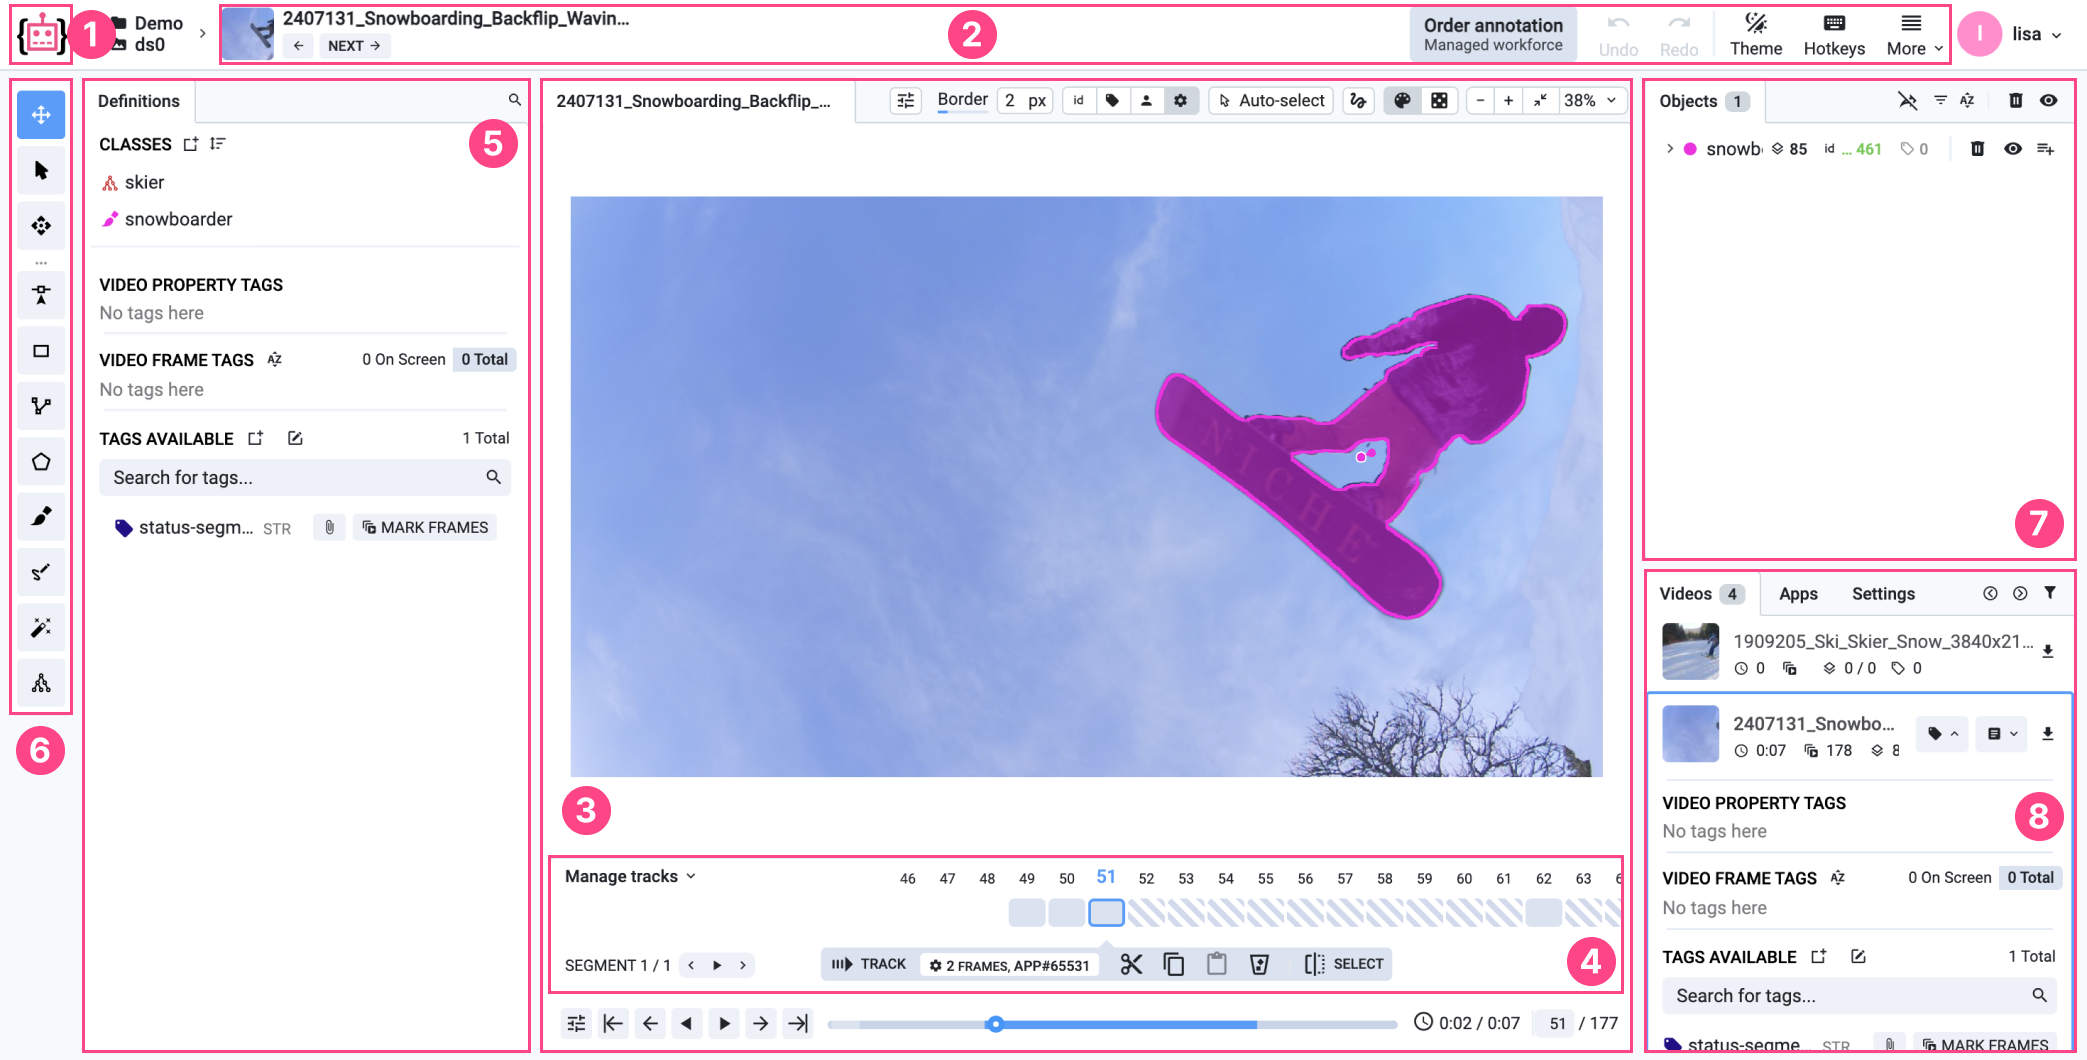 1
Demo
ds0
2407131_Snowboarding_Backflip_Wavin...
NEXT
2
Order annotation
Managed workforce
Undo
Redo
Theme
Hotkeys
More
l
lisa
Definitions
5
CLASSES
skier
snowboarder
VIDEO PROPERTY TAGS
No tags here
VIDEO FRAME TAGS
0 On Screen
0 Total
No tags here
TAGS AVAILABLE
1 Total
Search for tags...
status-segm...
STR
MARK FRAMES
6
2407131_Snowboarding_Backflip_...
Border
2 px
id
Auto-select
38%
NICHE
3
Manage tracks
46 47 48 49 50 51 52 53 54 55 56 57 58 59 60 61 62 63 6
SEGMENT 1 / 1
TRACK
2 FRAMES, APP#65531
SELECT
4
0:02 / 0:07
51 / 177
Objects 1
snowb
85
id ... 461
0
7
Videos 4
Apps
Settings
1909205_Ski_Skier_Snow_3840x21...
0
0 / 0
0
2407131_Snowbo...
0:07
178
8
VIDEO PROPERTY TAGS
8
No tags here
VIDEO FRAME TAGS
0 On Screen
0 Total
No tags here
TAGS AVAILABLE
1 Total
Search for tags...
status-segme...
STR
MARK FRAMES